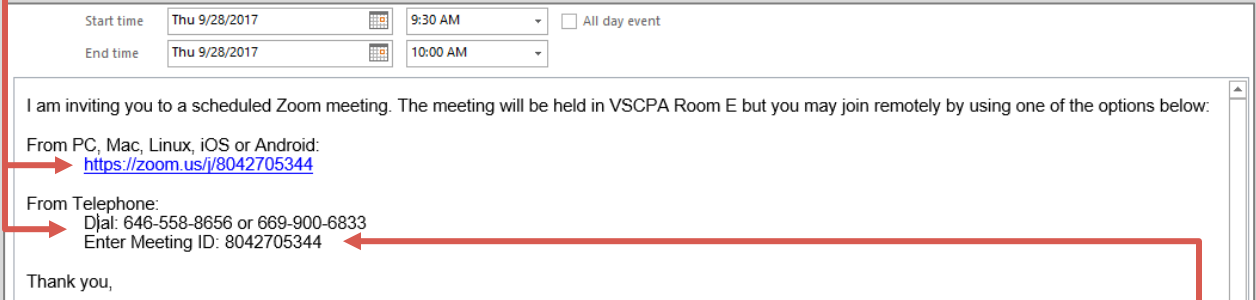 Start time Thu 9/28/2017 9:30 AM All day event
End time Thu 9/28/2017 10:00 AM
I am inviting you to a scheduled Zoom meeting. The meeting will be held in VSCPA Room E but you may join remotely by using one of the options below:
From PC, Mac, Linux, iOS or Android:
https://zoom.us/j/8042705344
From Telephone:
Dial: 646-558-8656 or 669-900-6833
Enter Meeting ID: 8042705344
Thank you,